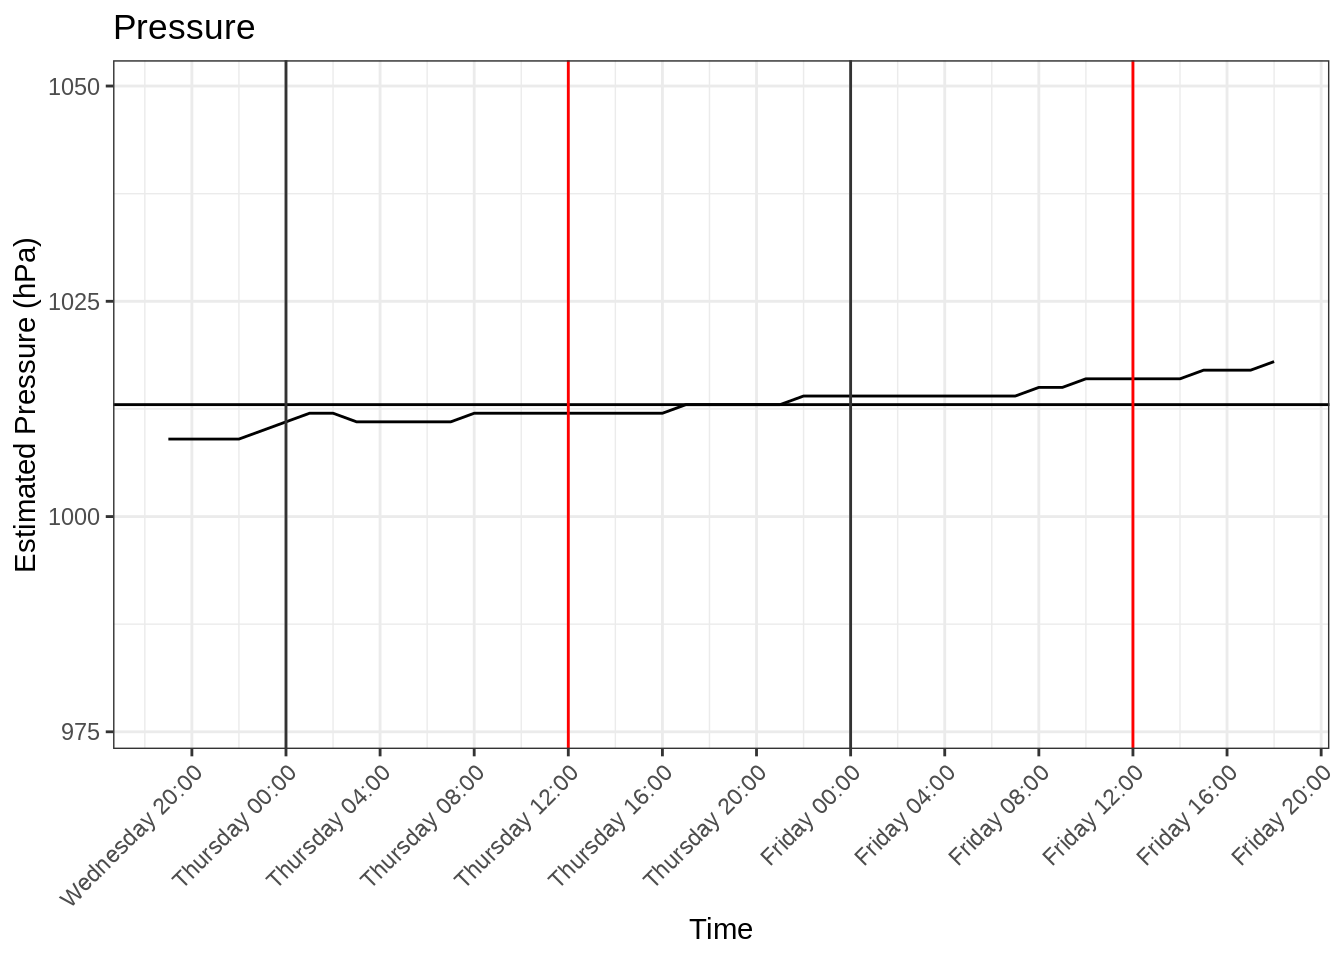 Pressure
Estimated Pressure (hPa)
1050
1025
1000
975
Wednesday 20:00
Thursday 00:00
Thursday 04:00
Thursday 08:00
Thursday 12:00
Thursday 16:00
Thursday 20:00
Friday 00:00
Friday 04:00
Friday 08:00
Friday 12:00
Friday 16:00
Friday 20:00
Time